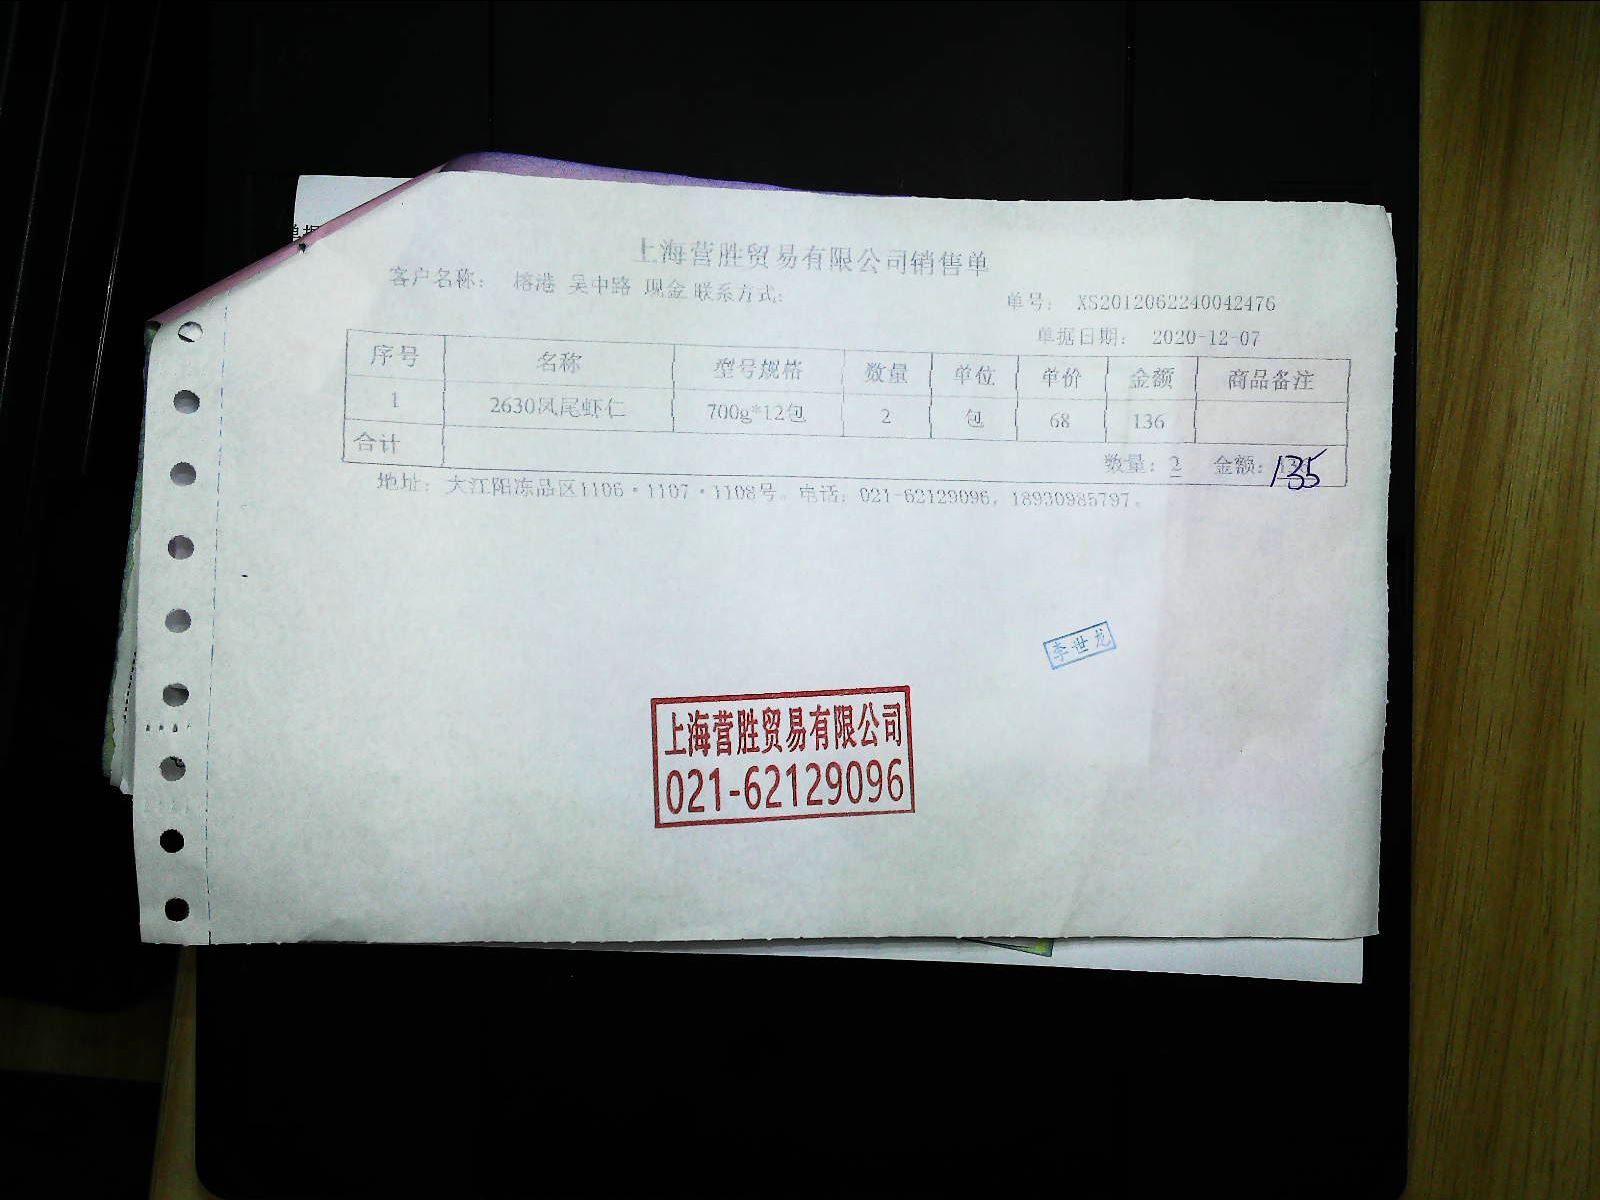 上海营胜贸易有限公司销售单
客户名称: 榕港 吴中路 现金 联系方式:
单号: XS2012062240042476
单据日期: 2020-12-07
序号 名称 型号规格 数量 单位 单价 金额 商品备注
1 2630凤尾虾仁 700g*12包 2 包 68 136
合计 数量: 2 金额: 135
地址: 大江阳冻品区1106·1107·1108号。电话: 021-62129096, 18930985797。
李世龙
上海营胜贸易有限公司
021-62129096